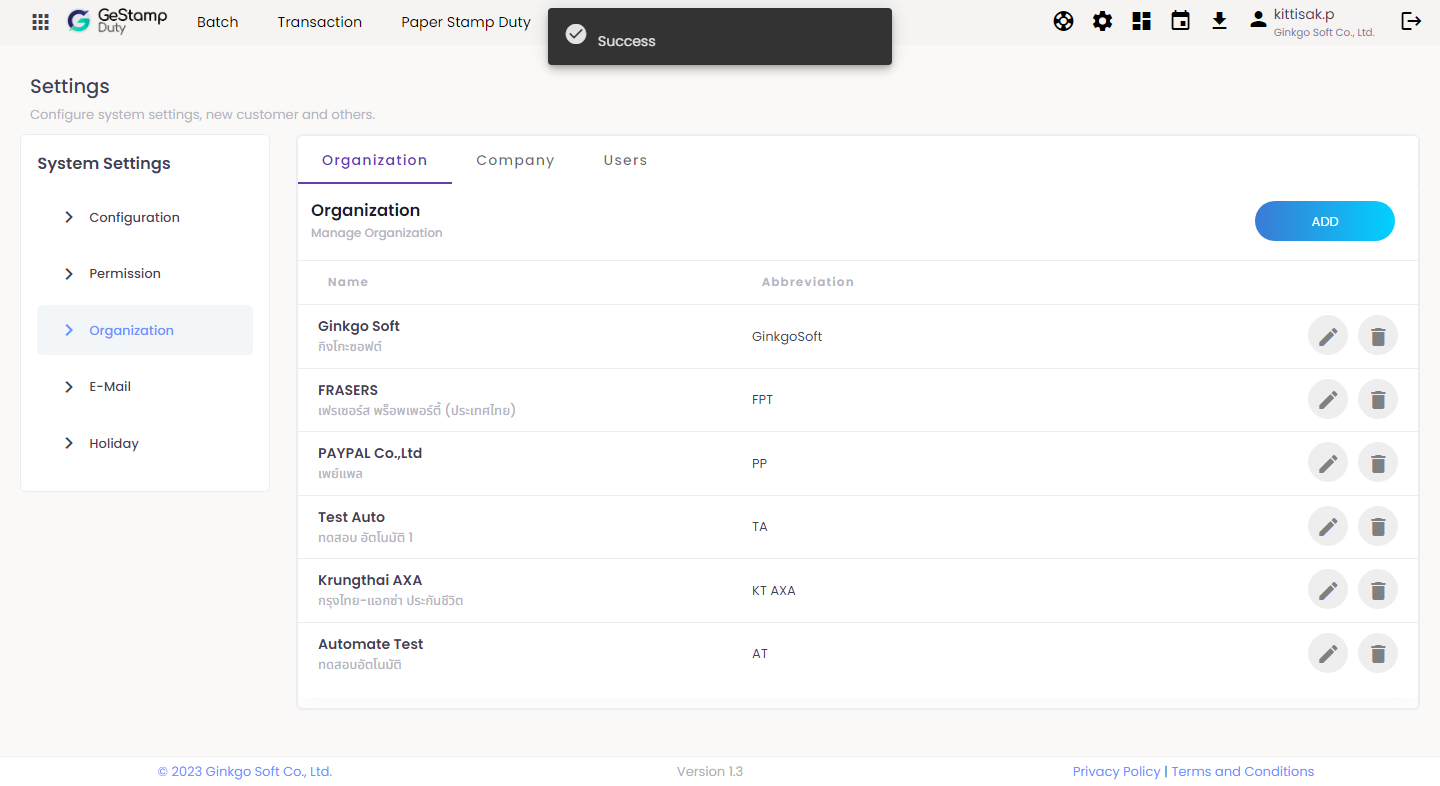 GeStamp
Duty
Batch
Transaction
Paper Stamp Duty
Success
kittisak.p
Ginkgo Soft Co., Ltd.
Settings
Configure system settings, new customer and others.
System Settings
Configuration
Permission
Organization
E-Mail
Holiday
Organization
Company
Users
Organization
Manage Organization
ADD
Name
Abbreviation
Ginkgo Soft
กิงโกะซอฟต์
GinkgoSoft
FRASERS
เฟรเซอร์ส พร็อพเพอร์ตี้ (ประเทศไทย)
FPT
PAYPAL Co.,Ltd
เพย์แพล
PP
Test Auto
ทดสอบ อัตโนมัติ 1
TA
Krungthai AXA
กรุงไทย-แอกซ่า ประกันชีวิต
KT AXA
Automate Test
ทดสอบอัตโนมัติ
AT
© 2023 Ginkgo Soft Co., Ltd.
Version 1.3
Privacy Policy | Terms and Conditions